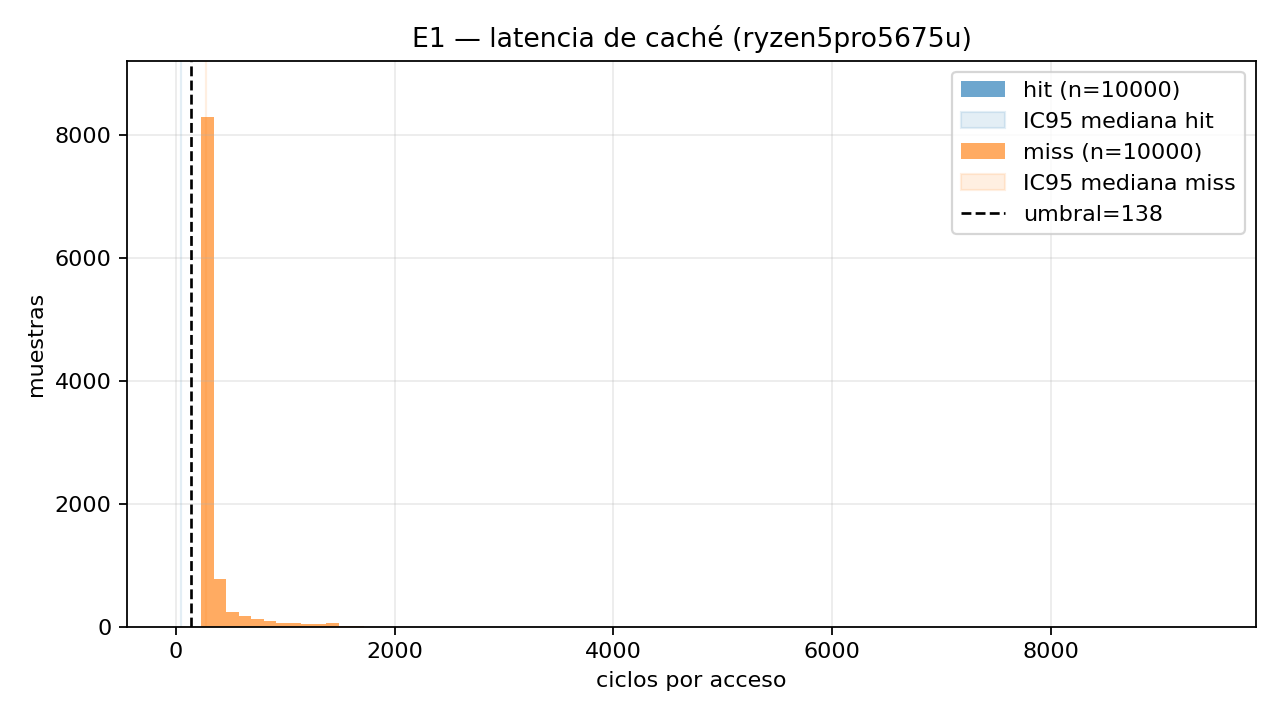 E1 — latencia de caché (ryzen5pro5675u)
hit (n=10000)
IC95 mediana hit
miss (n=10000)
IC95 mediana miss
umbral=138
muestras
8000
6000
4000
2000
0
0 2000 4000 6000 8000
ciclos por acceso